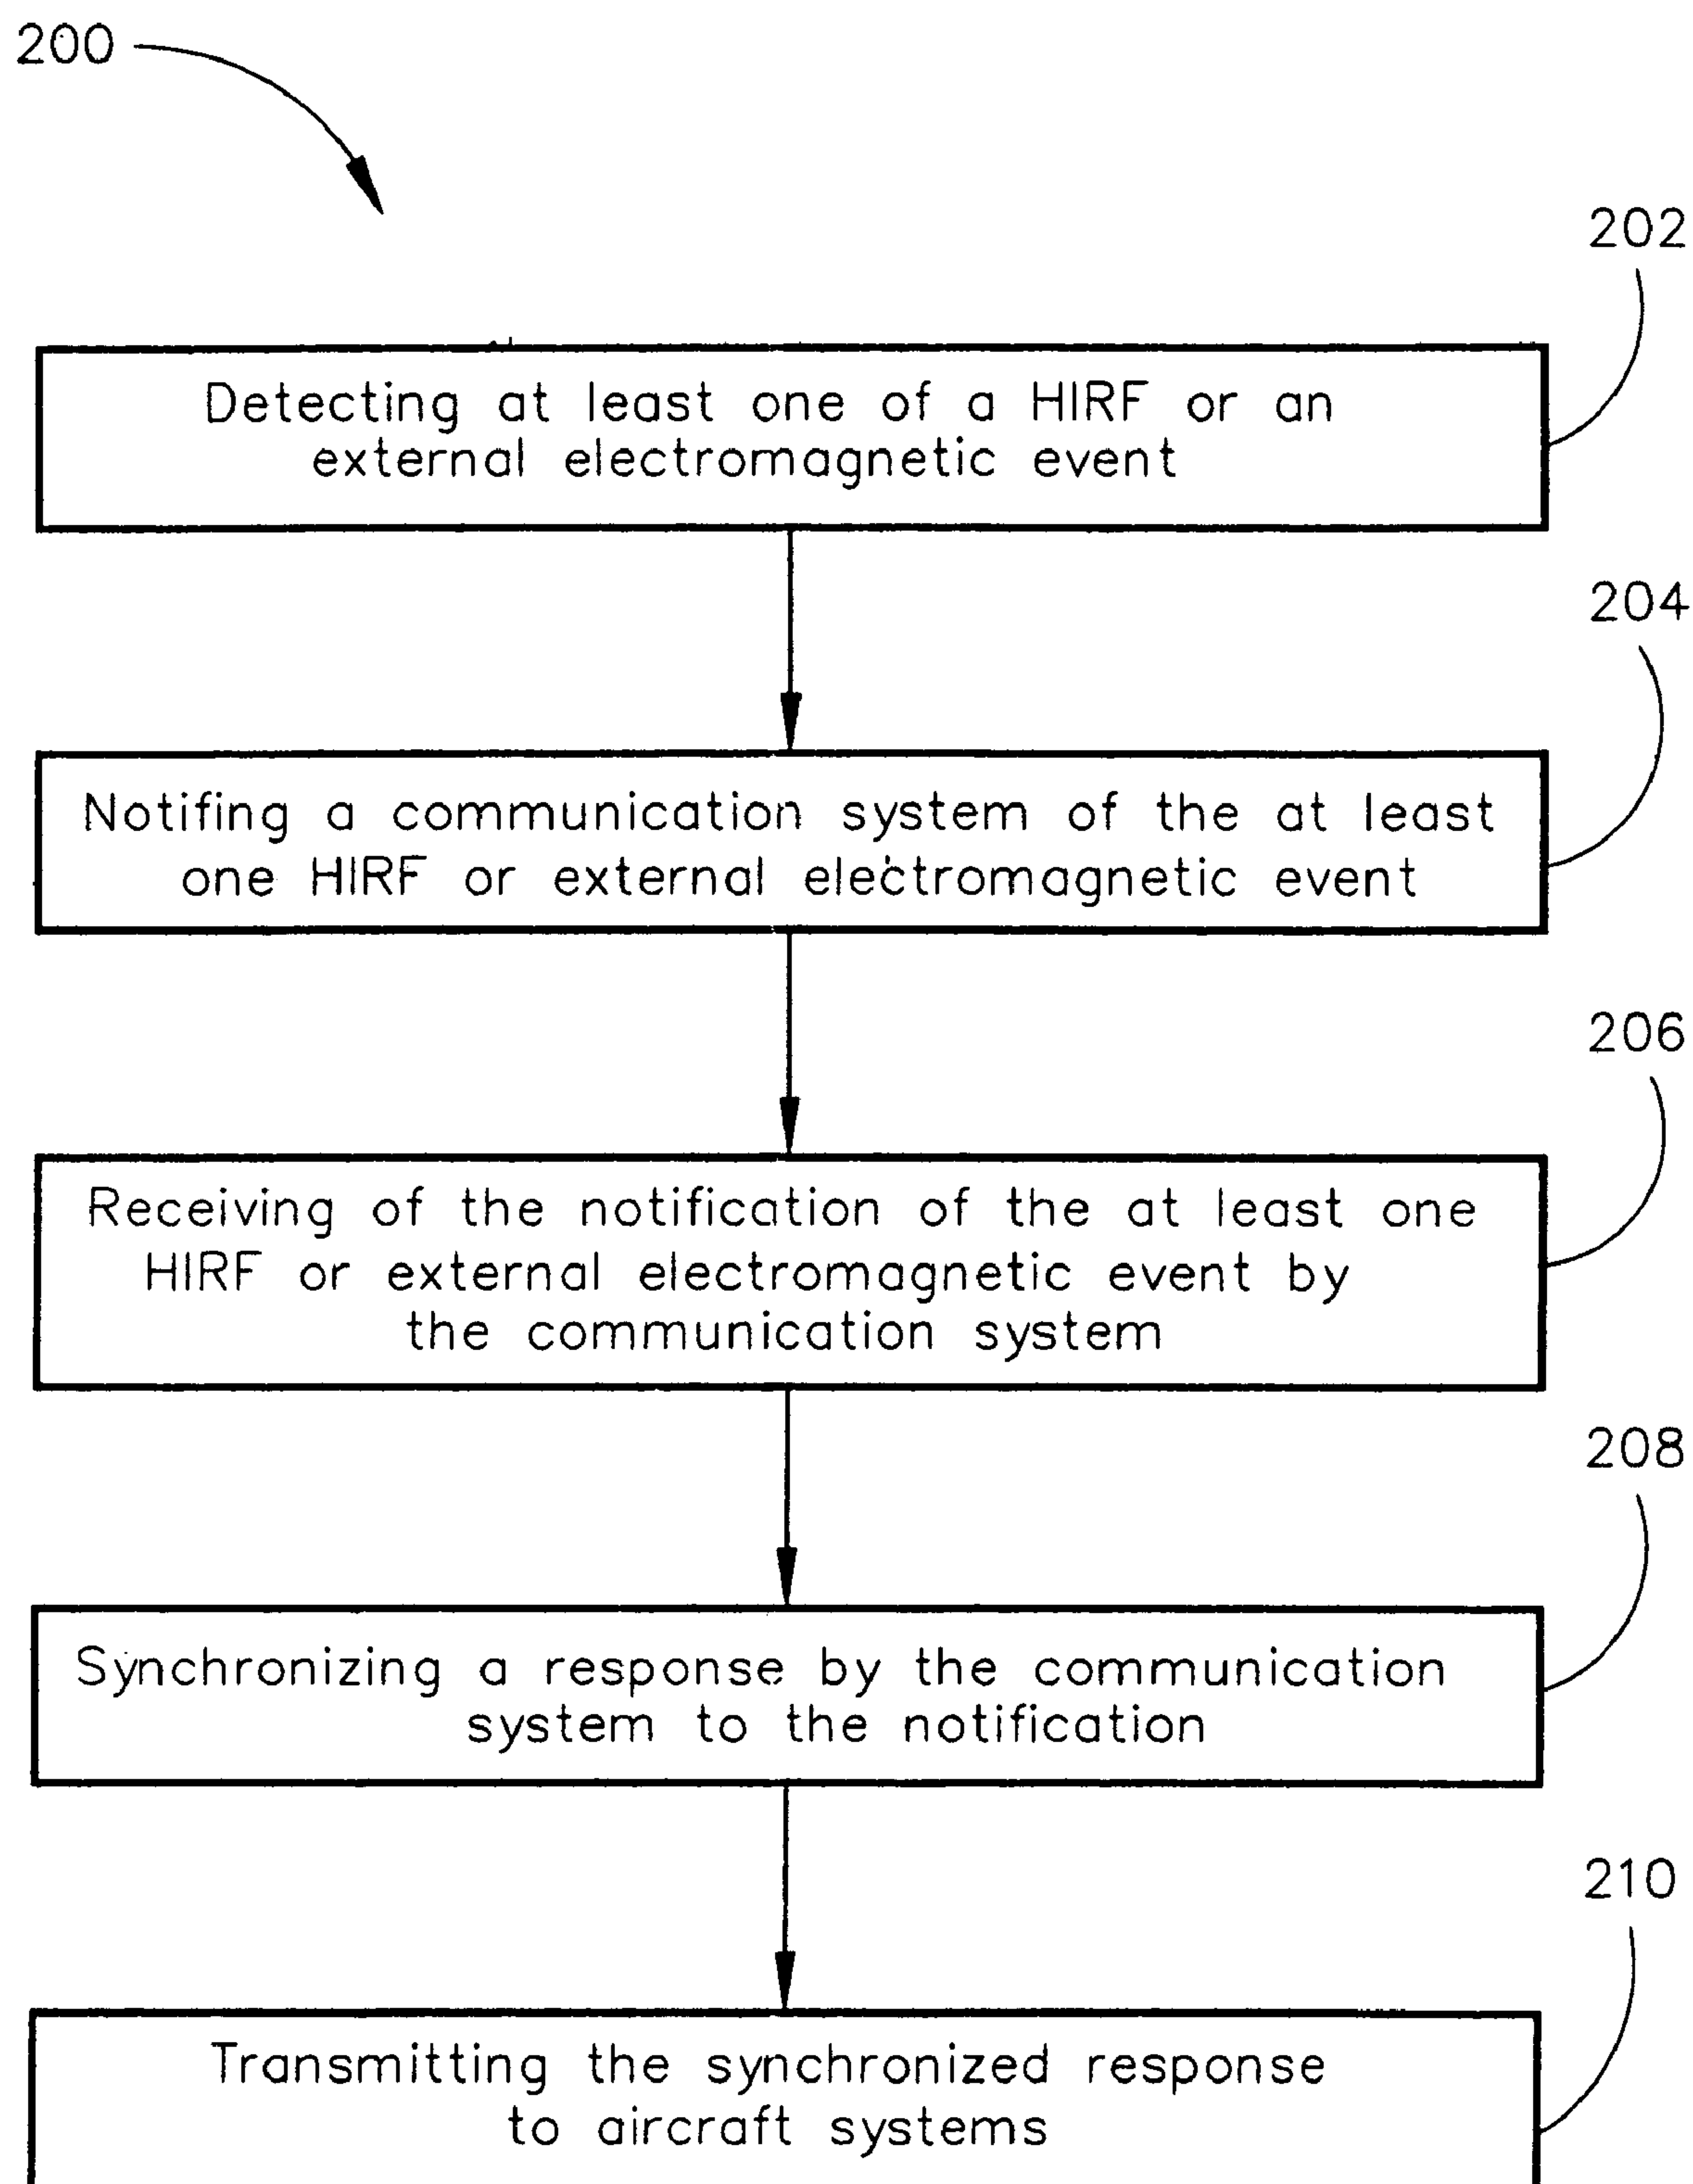 200
202
Detecting at least one of a HIRF or an
external electromagnetic event
204
Notifing a communication system of the at least
one HIRF or external electromagnetic event
206
Receiving of the notification of the at least one
HIRF or external electromagnetic event by
the communication system
208
Synchronizing a response by the communication
system to the notification
210
Transmitting the synchronized response
to aircraft systems